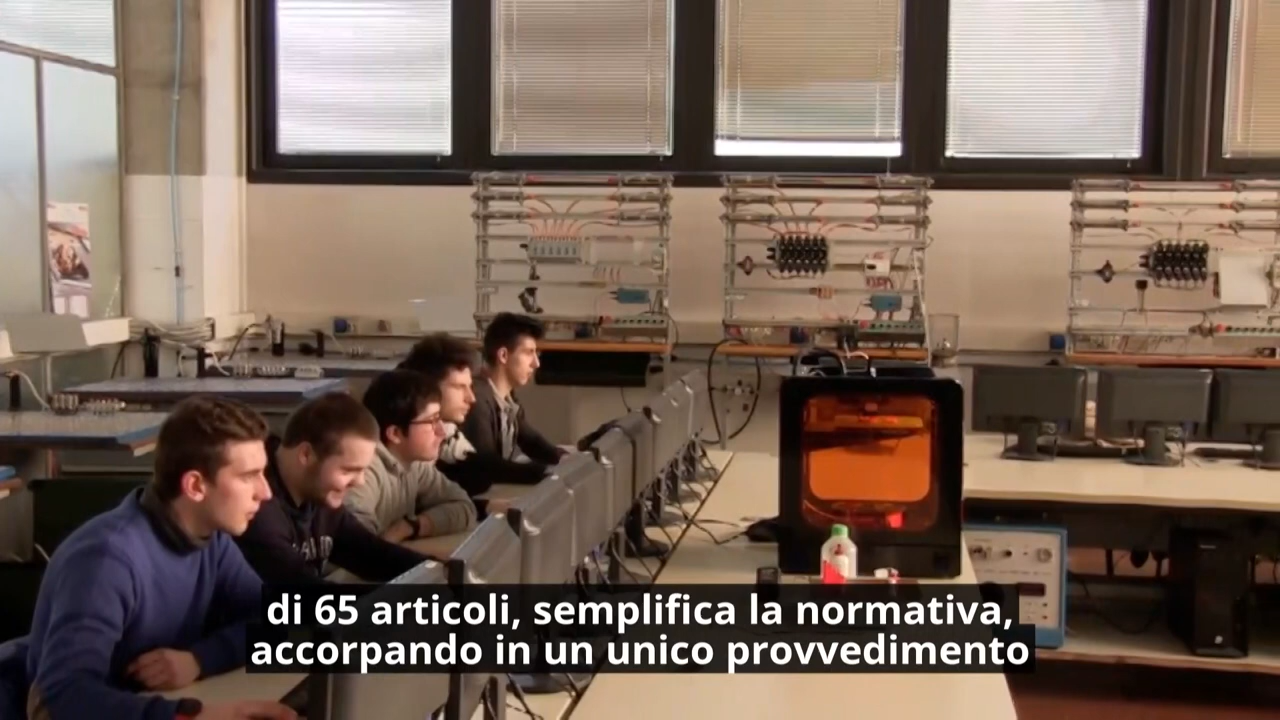 di 65 articoli, semplifica la normativa,
accorpando in un unico provvedimento